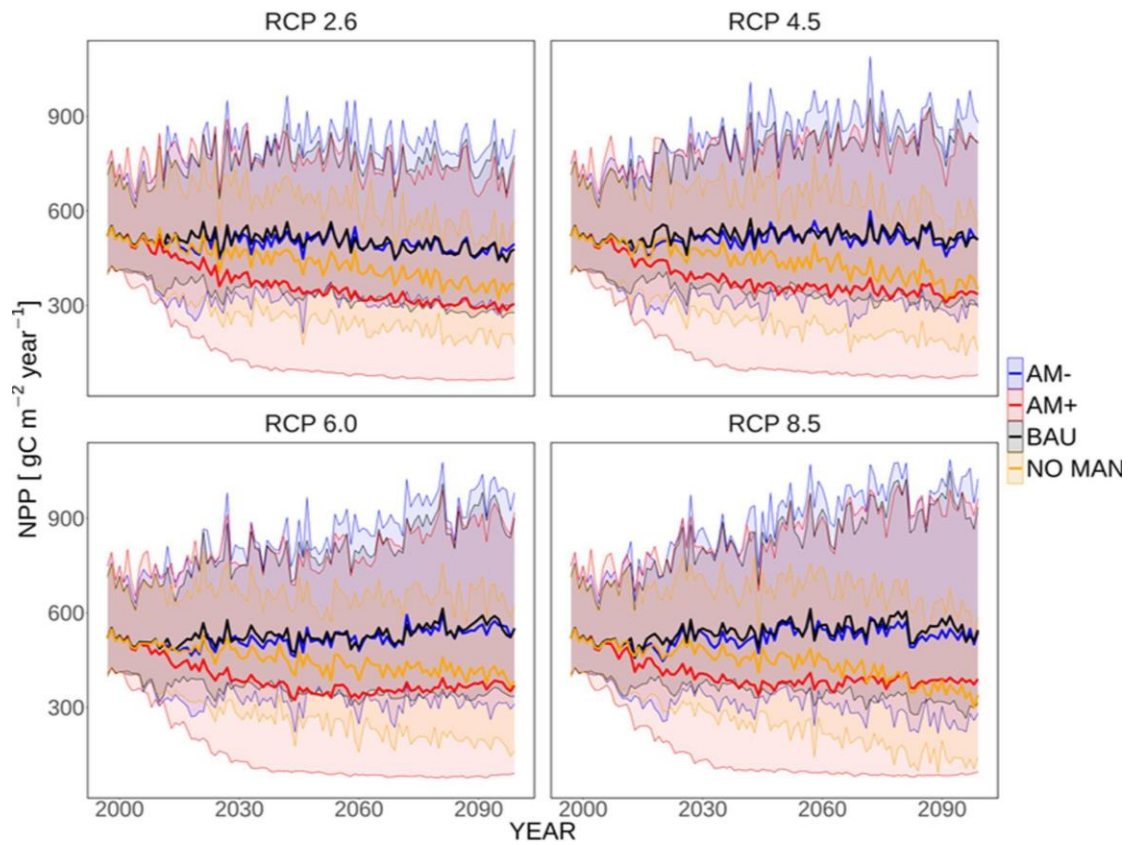 RCP 2.6 RCP 4.5
900
600
300
RCP 6.0 RCP 8.5
900
600
300
2000 2030 2060 2090 2000 2030 2060 2090
YEAR
NPP [ gC m⁻² year⁻¹]
AM-
AM+
BAU
NO MAN